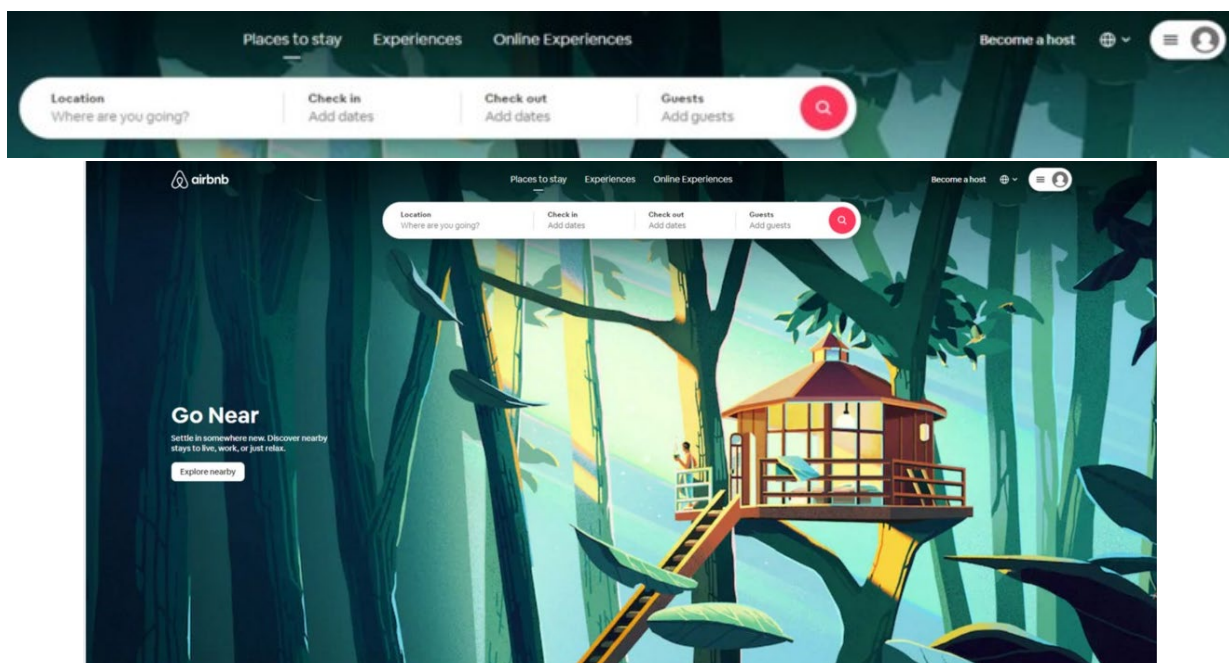 Places to stay Experiences Online Experiences Become a host
Location Check in Check out Guests
Where are you going? Add dates Add dates Add guests
airbnb Places to stay Experiences Online Experiences Become a host
Location Check in Check out Guests
Where are you going? Add dates Add dates Add guests
Go Near
Settle in somewhere new. Discover nearby
stays to live, work, or just relax.
Explore nearby